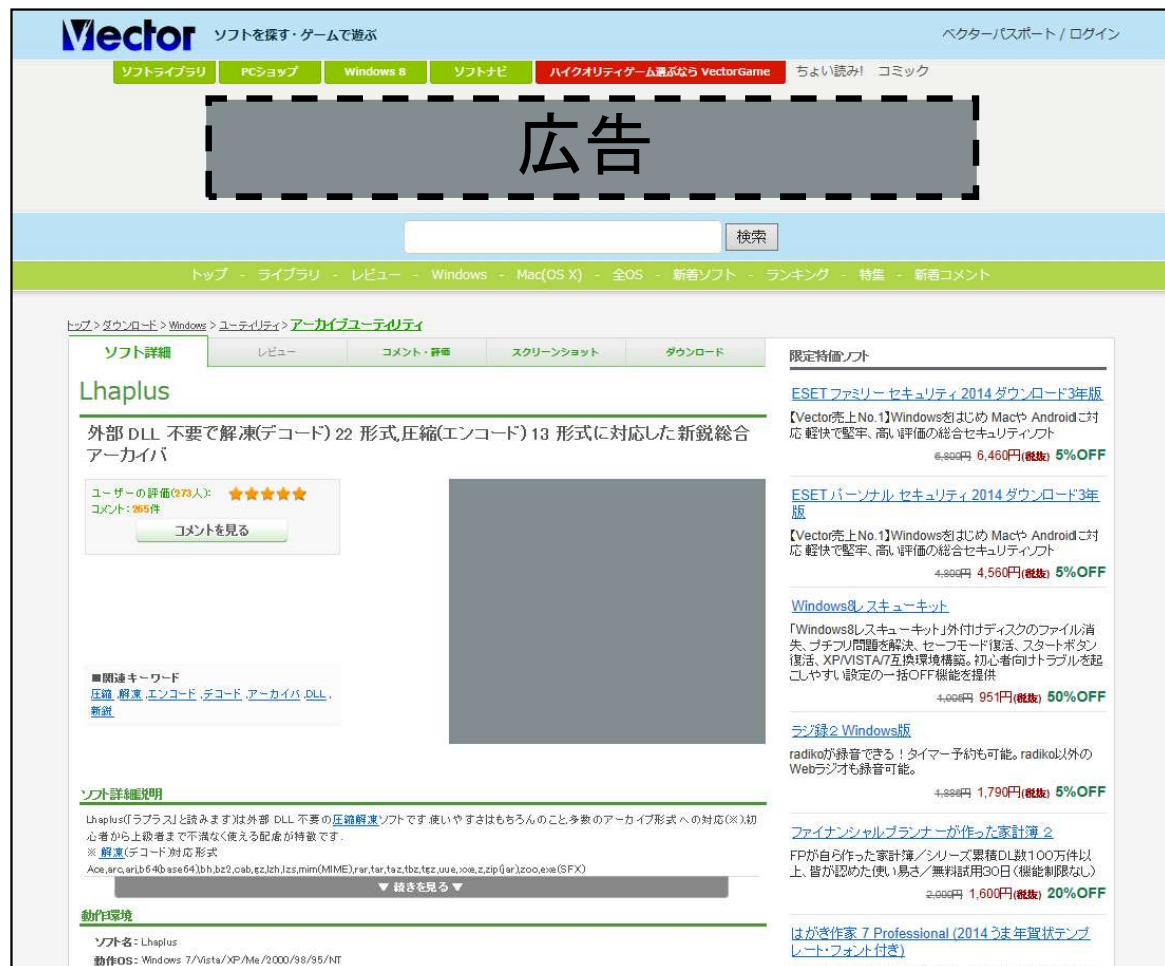 Vector ソフトを探す・ゲームで遊ぶ
ベクターパスポート / ログイン
ソフトライブラリ PCショップ Windows 8 ソフトナビ ハイクオリティゲーム選ぶなら VectorGame ちょい読み! コミック
広告
検索
トップ - ライブラリ - レビュー - Windows - Mac(OS X) - 全OS - 新着ソフト - ランキング - 特集 - 新着コメント
トップ > ダウンロード > Windows > ユーティリティ > アーカイブユーティリティ
ソフト詳細 レビュー コメント・評価 スクリーンショット ダウンロード
Lhaplus
外部 DLL 不要で解凍(デコード) 22 形式,圧縮(エンコード) 13 形式に対応した新鋭総合
アーカイバ
ユーザーの評価(273人): ★★★★★
コメント: 265件
コメントを見る
■関連キーワード
圧縮 ,解凍 ,エンコード ,デコード ,アーカイバ ,DLL ,
新鋭
ソフト詳細説明
Lhaplus(「ラプラス」と読みます)は外部 DLL 不要の圧縮解凍ソフトです.使いやすさはもちろんのこと多数のアーカイブ形式への対応(※),初
心者から上級者まで不満なく使える配慮が特徴です.
※ 解凍(デコード)対応形式
Ace,arc,arj,b64(base64),bh,bz2,cab,gz,lzh,lzs,mim(MIME),rar,tar,taz,tbz,tgz,uue,xxe,z,zip(jar),zoo,exe(SFX)
▼ 続きを見る ▼
動作環境
ソフト名: Lhaplus
動作OS: Windows 7/Vista/XP/Me/2000/98/95/NT
限定特価ソフト
ESET ファミリー セキュリティ 2014 ダウンロード3年版
【Vector売上No.1】Windowsをはじめ Macや Androidに対
応 軽快で堅牢、高い評価の総合セキュリティソフト
6,800円 6,460円(税抜) 5%OFF
ESET パーソナル セキュリティ 2014 ダウンロード3年
版
【Vector売上No.1】Windowsをはじめ Macや Androidに対
応 軽快で堅牢、高い評価の総合セキュリティソフト
4,800円 4,560円(税抜) 5%OFF
Windows8レスキューキット
「Windows8レスキューキット」外付けディスクのファイル消
失、プチフリ問題を解決、セーフモード復活、スタートボタン
復活、XP/VISTA/7互換環境構築。初心者向けトラブルを起
こしやすい設定の一括OFF機能を提供
951円(税抜) 50%OFF
ラジ録2 Windows版
radikoが録音できる!タイマー予約も可能。radiko以外の
Webラジオも録音可能。
1,790円(税抜) 5%OFF
ファイナンシャルプランナーが作った家計簿 2
FPが自ら作った家計簿/シリーズ累積DL数100万件以
上、皆が認めた使い易さ/無料試用30日(機能制限なし)
2,000円 1,600円(税抜) 20%OFF
はがき作家 7 Professional (2014うま年賀状テンプ
レート・フォント付き)